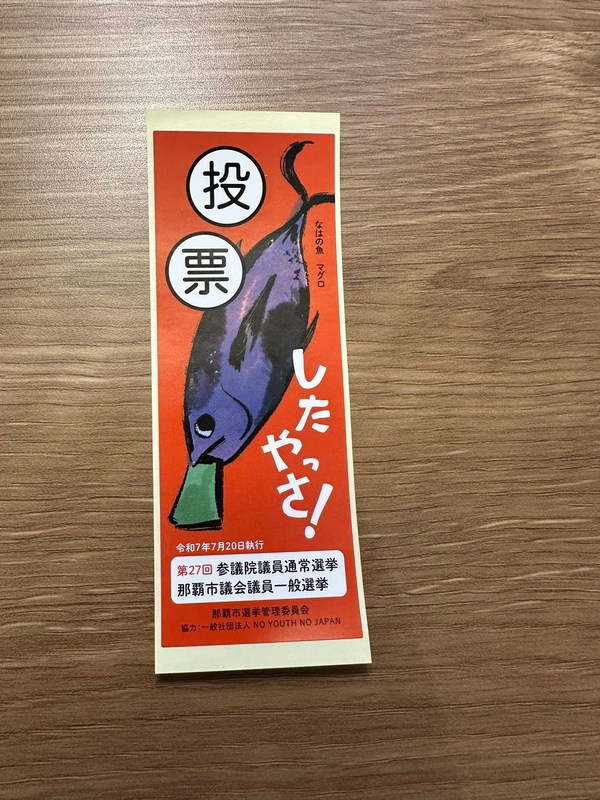 投
票
なはの魚 マグロ
したやっさ!
令和7年7月20日執行
第27回 参議院議員通常選挙
那覇市議会議員一般選挙
那覇市選挙管理委員会
協力:一般社団法人 NO YOUTH NO JAPAN